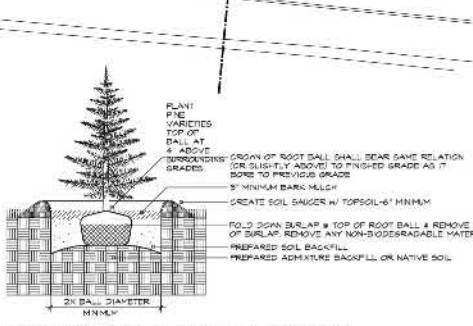 PLANT
PINE
VARIETIES
TOP OF
BALL AT
4" ABOVE
SURROUNDING
GRADES.
CROWN OF ROOT BALL SHALL BEAR SAME RELATION
(OR SLIGHTLY ABOVE) TO FINISHED GRADE AS IT
BORE TO PREVIOUS GRADE
3" MINIMUM BARK MULCH
CREATE SOIL SAUCER W/ TOPSOIL-6" MINIMUM
FOLD DOWN BURLAP @ TOP OF ROOT BALL & REMOVE
OF BURLAP. REMOVE ANY NON-BIODEGRADABLE MATER
PREPARED SOIL BACKFILL
PREPARED ADMIXTURE BACKFILL OR NATIVE SOIL
2X BALL DIAMETER
MINIMUM